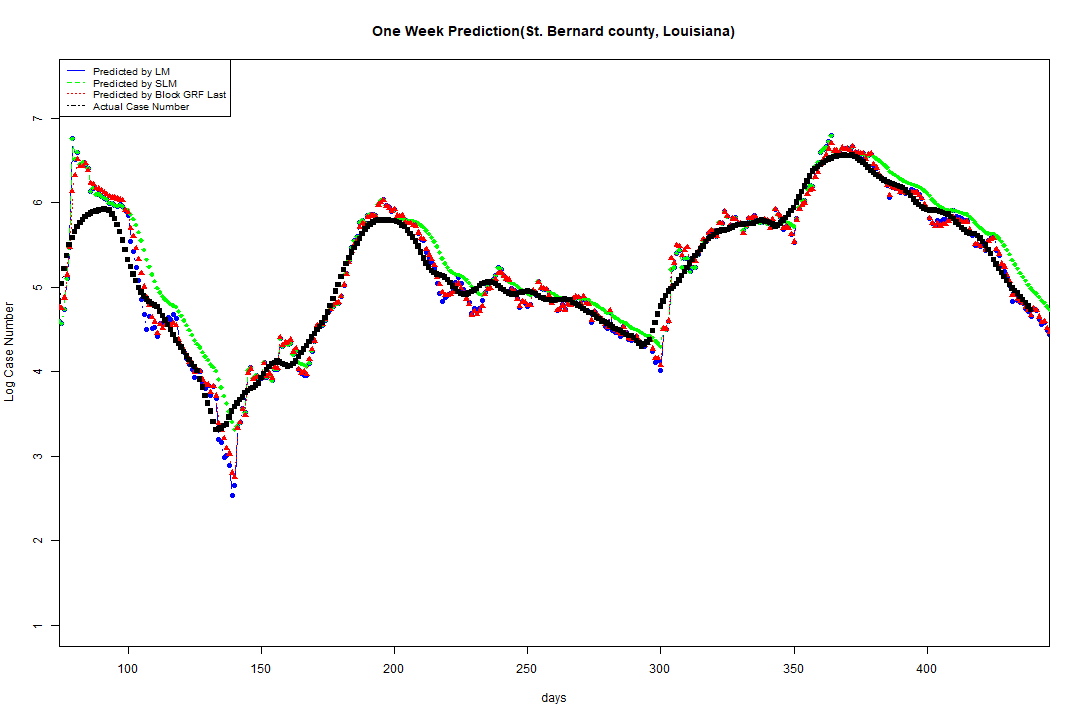 One Week Prediction(St. Bernard county, Louisiana)
Predicted by LM
Predicted by SLM
Predicted by Block GRF Last
Actual Case Number
7
6
5
4
3
2
1
Log Case Number
100 150 200 250 300 350 400
days